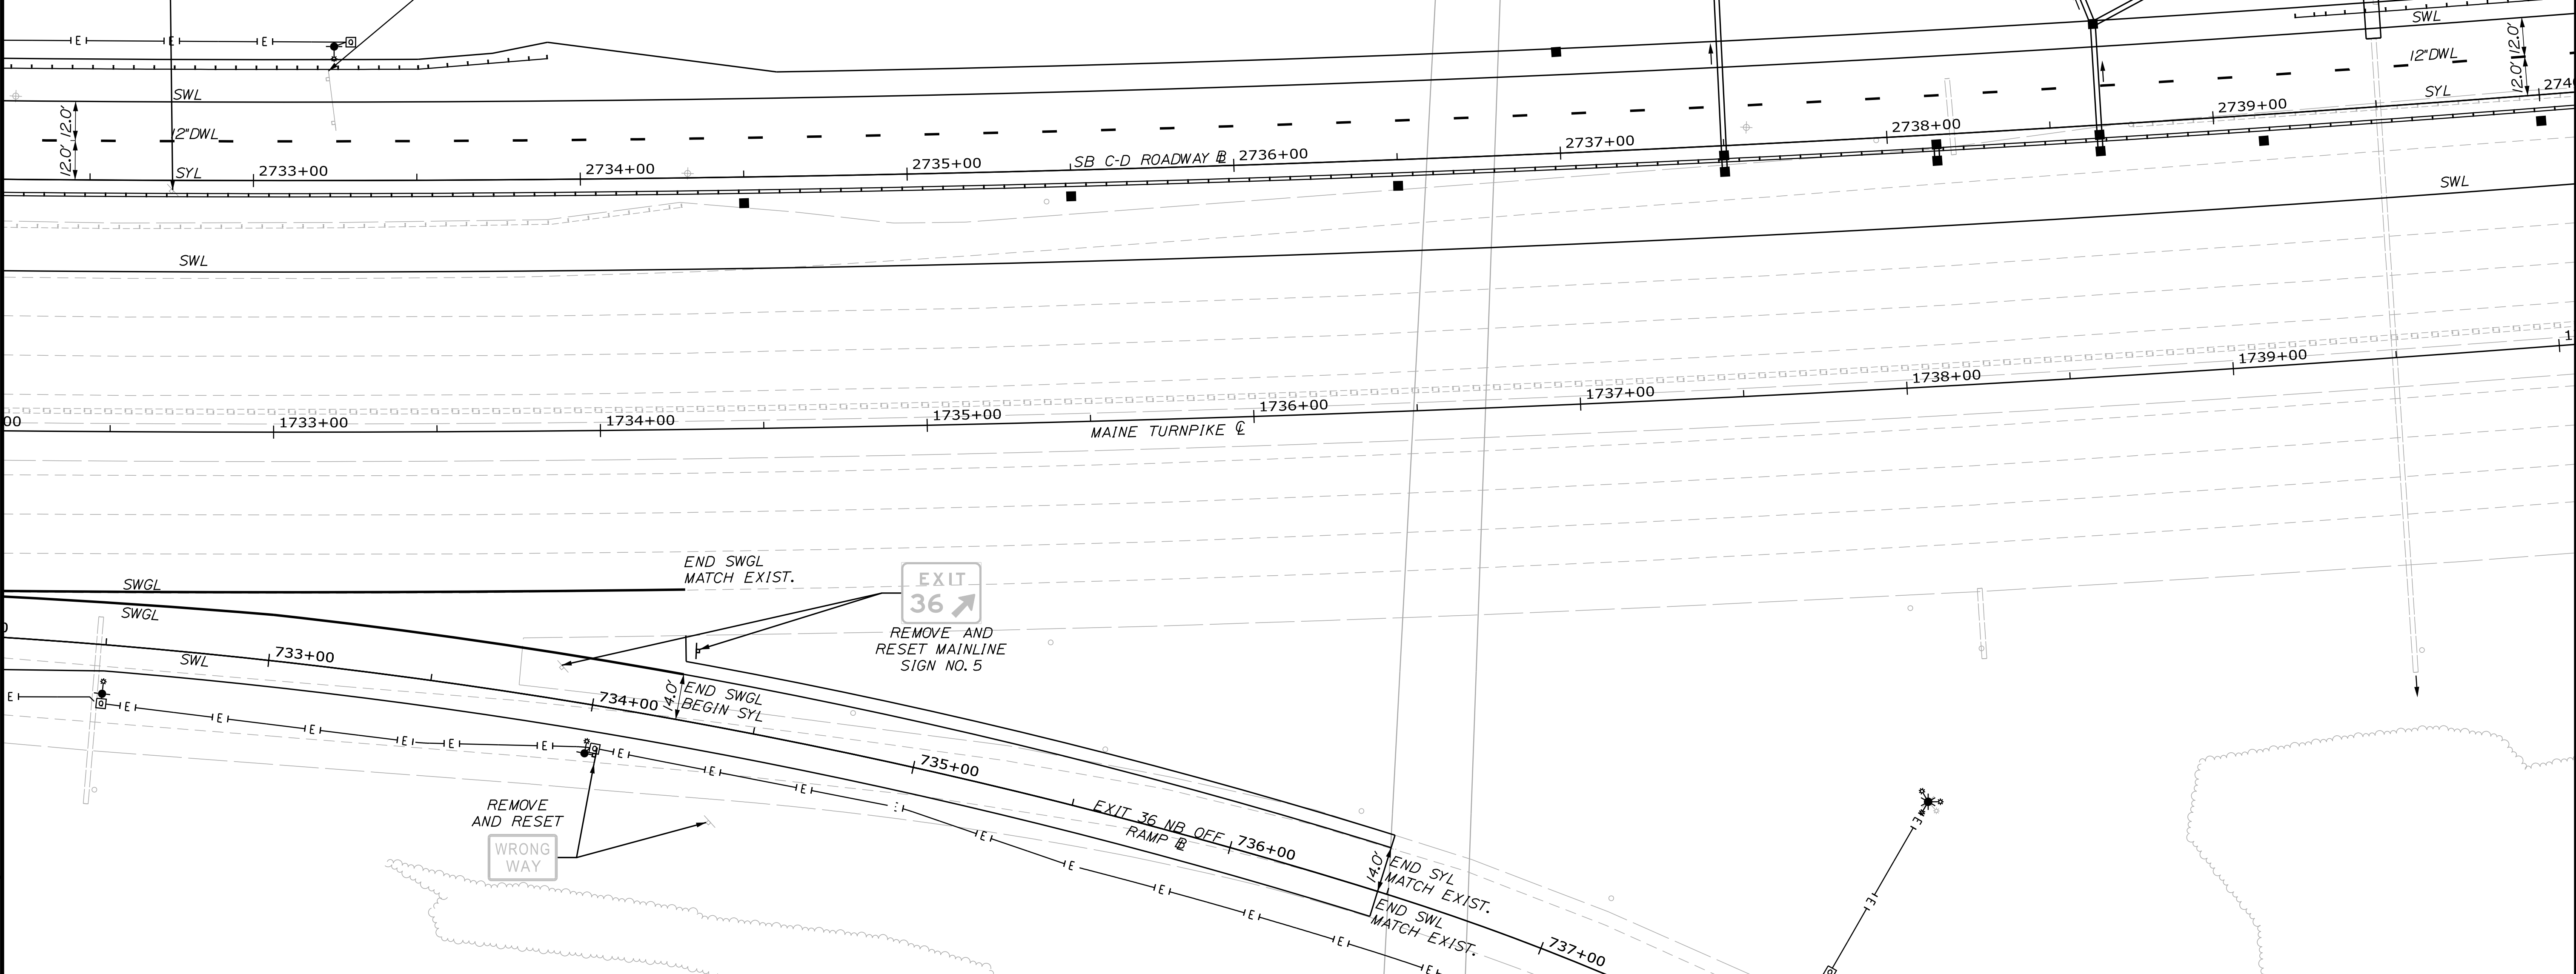 E E E
SWL
12.0'
12"DWL
12.0'
SWL
12.0'
12"DWL
12.0'
SYL
SYL
2733+00
2734+00
2735+00
SB C-D ROADWAY BL
2736+00
2737+00
2738+00
2739+00
SWL
SWL
1733+00
1734+00
1735+00
MAINE TURNPIKE CL
1736+00
1737+00
1738+00
1739+00
END SWGL
MATCH EXIST.
SWGL
SWGL
EXIT
36
REMOVE AND
RESET MAINLINE
SIGN NO. 5
SWL
733+00
734+00
14.0'
END SWGL
BEGIN SYL
E E E E E E E E E E E E E E E E E
735+00
EXIT 36 NB OFF
RAMP BL
736+00
REMOVE
AND RESET
WRONG
WAY
14.0'
END SYL
MATCH EXIST.
END SWL
MATCH EXIST.
737+00
E
E